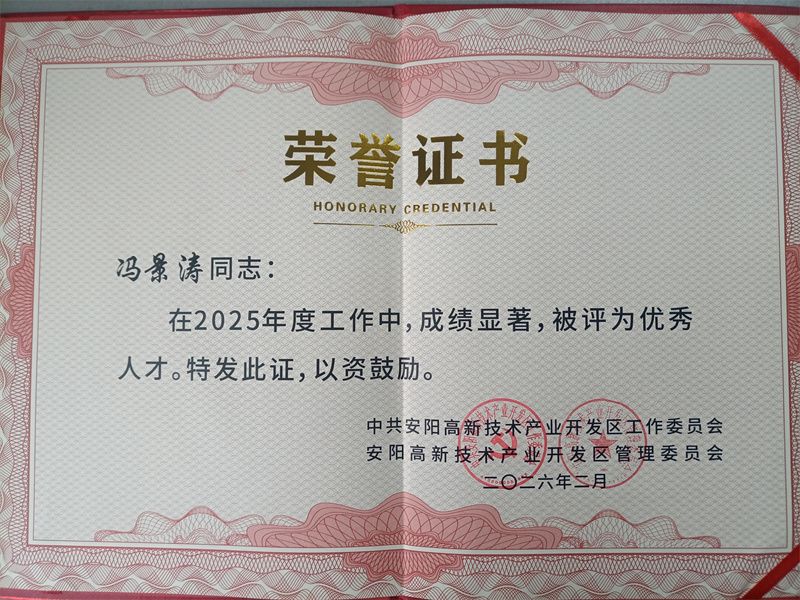 荣誉证书
HONORARY CREDENTIAL
冯景涛同志：
在2025年度工作中，成绩显著，被评为优秀
人才。特发此证，以资鼓励。
中共安阳高新技术产业开发区工作委员会
安阳高新技术产业开发区管理委员会
二〇二六年二月